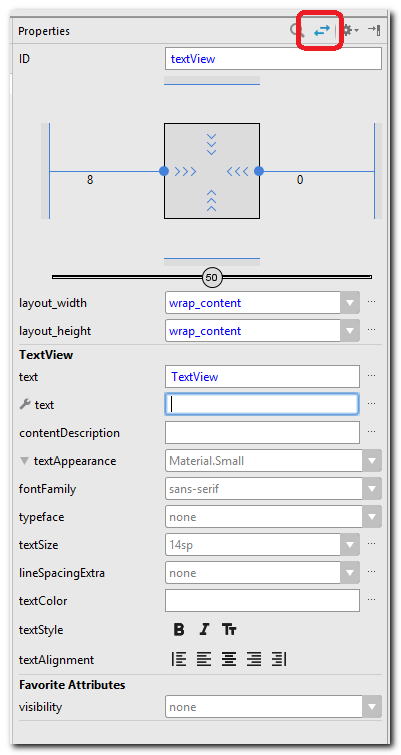 Properties
ID textView
8 0
50
layout_width wrap_content ...
layout_height wrap_content ...
TextView
text TextView ...
text ...
contentDescription ...
textAppearance Material.Small
fontFamily sans-serif
typeface none
textSize 14sp ...
lineSpacingExtra none ...
textColor ...
textStyle B I Tт
textAlignment
Favorite Attributes
visibility none